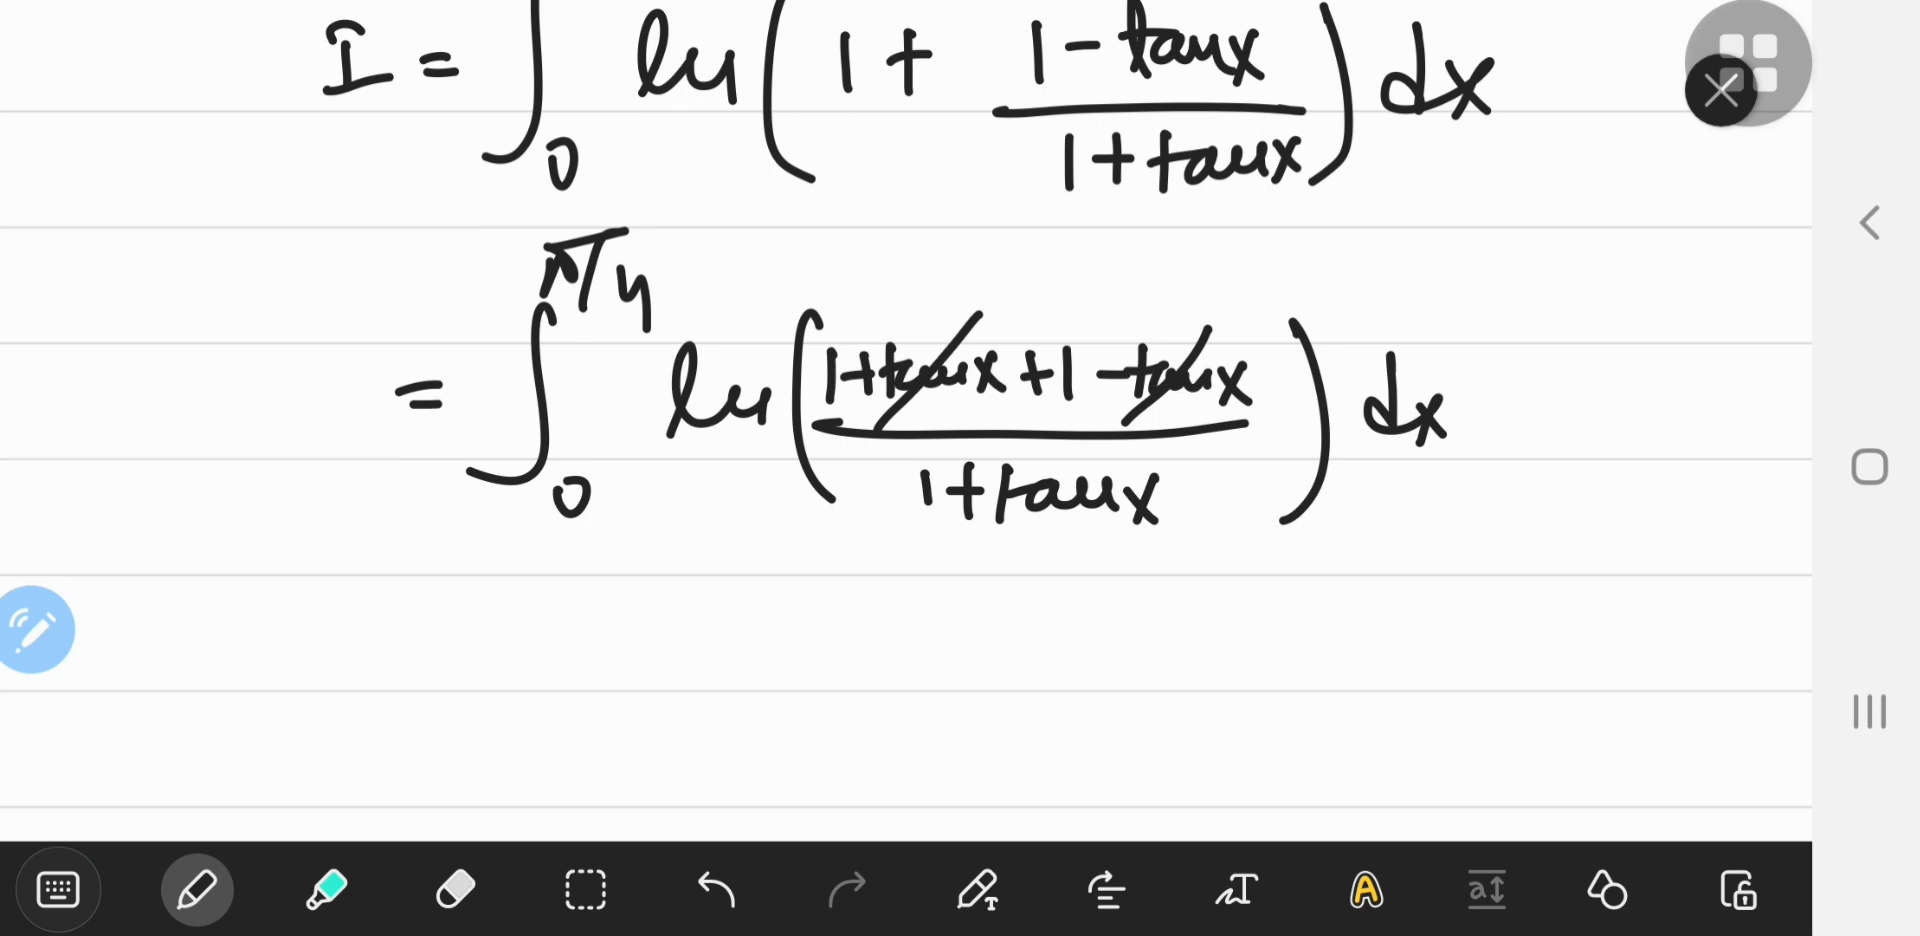 I = ∫₀ ln(1 + (1 - tanx)/(1 + tanx)) dx
= ∫₀^(π/4) ln((1 + tanx + 1 - tanx)/(1 + tanx)) dx